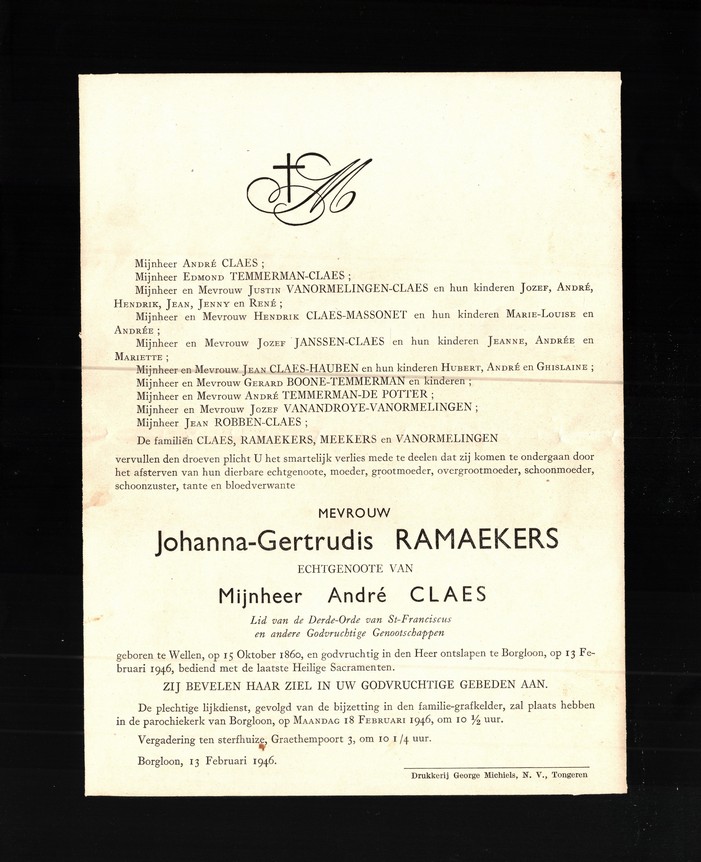 M
Mijnheer André CLAES ;
Mijnheer Edmond TEMMERMAN-CLAES ;
Mijnheer en Mevrouw Justin VANORMELINGEN-CLAES en hun kinderen Jozef, André,
Hendrik, Jean, Jenny en René ;
Mijnheer en Mevrouw Hendrik CLAES-MASSONET en hun kinderen Marie-Louise en
Andrée ;
Mijnheer en Mevrouw Jozef JANSSEN-CLAES en hun kinderen Jeanne, Andrée en
Mariette ;
Mijnheer en Mevrouw Jean CLAES-HAUBEN en hun kinderen Hubert, André en Ghislaine ;
Mijnheer en Mevrouw Gerard BOONE-TEMMERMAN en kinderen ;
Mijnheer en Mevrouw André TEMMERMAN-DE POTTER ;
Mijnheer en Mevrouw Jozef VANANDROYE-VANORMELINGEN ;
Mijnheer Jean ROBBEN-CLAES ;
De familiën CLAES, RAMAEKERS, MEEKERS en VANORMELINGEN
vervullen den droeven plicht U het smartelijk verlies mede te deelen dat zij komen te ondergaan door
het afsterven van hun dierbare echtgenoote, moeder, grootmoeder, overgrootmoeder, schoonmoeder,
schoonzuster, tante en bloedverwante
MEVROUW
Johanna-Gertrudis RAMAEKERS
ECHTGENOOTE VAN
Mijnheer André CLAES
Lid van de Derde-Orde van St-Franciscus
en andere Godvruchtige Genootschappen
geboren te Wellen, op 15 Oktober 1860, en godvruchtig in den Heer ontslapen te Borgloon, op 13 Fe-
bruari 1946, bediend met de laatste Heilige Sacramenten.
ZIJ BEVELEN HAAR ZIEL IN UW GODVRUCHTIGE GEBEDEN AAN.
De plechtige lijkdienst, gevolgd van de bijzetting in den familie-grafkelder, zal plaats hebben
in de parochiekerk van Borgloon, op Maandag 18 Februari 1946, om 10 ½ uur.
Vergadering ten sterfhuize, Graethempoort 3, om 10 1/4 uur.
Borgloon, 13 Februari 1946.
Drukkerij George Michiels, N. V., Tongeren